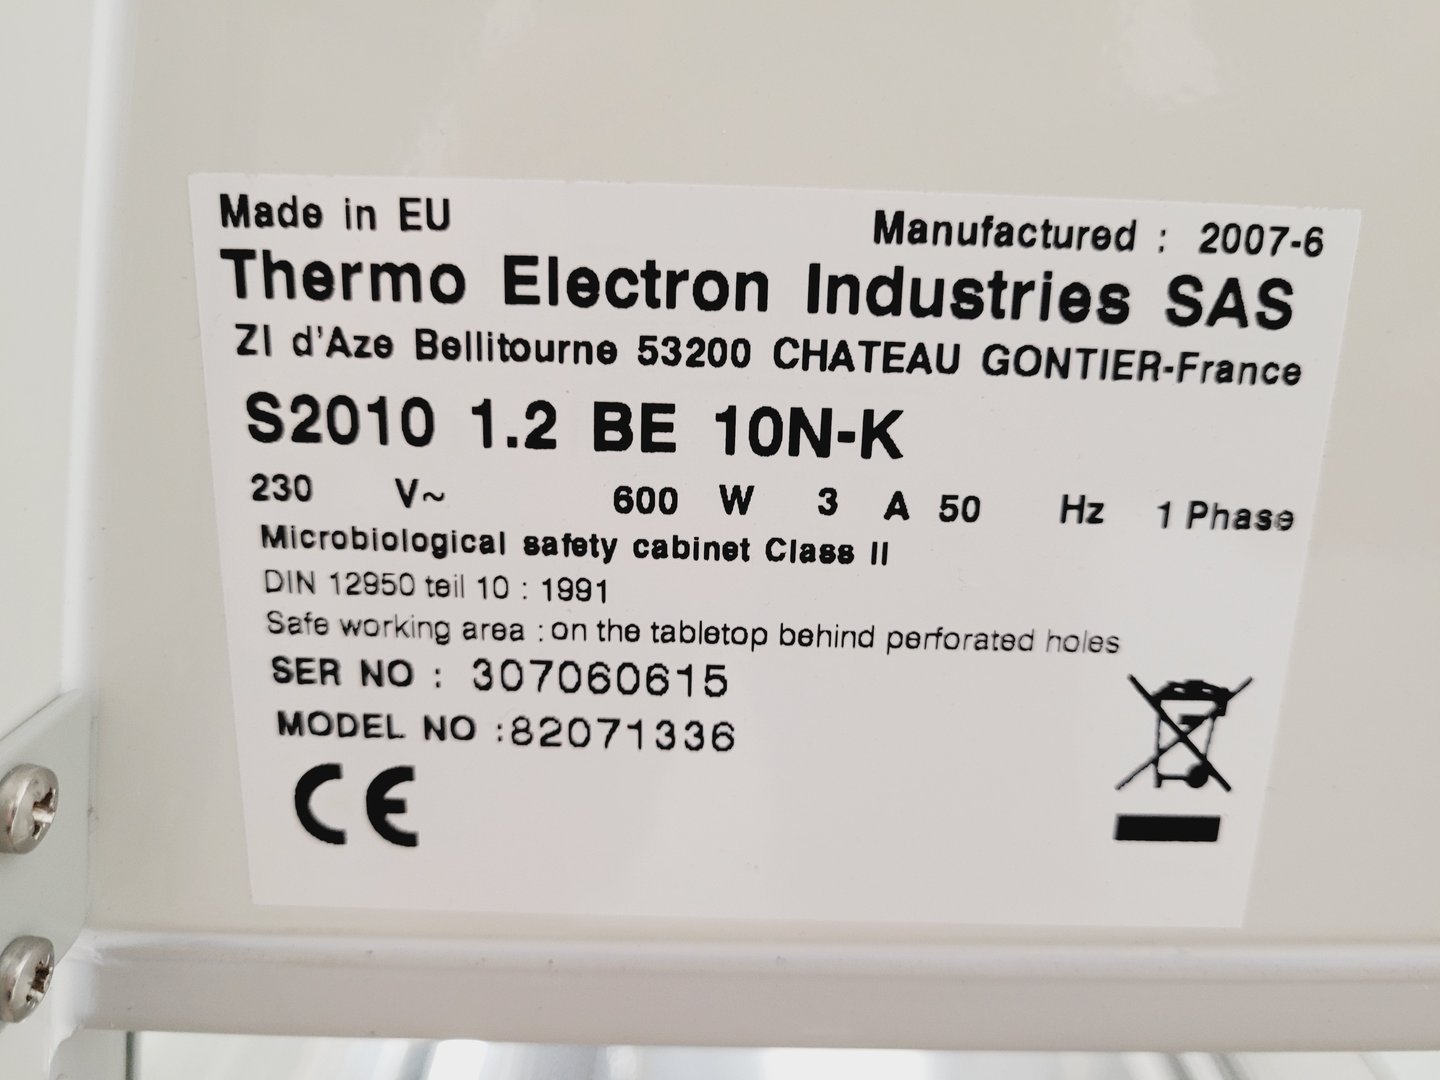 Made in EU
Manufactured : 2007-6
Thermo Electron Industries SAS
ZI d'Aze Bellitourne 53200 CHATEAU GONTIER-France
S2010 1.2 BE 10N-K
230 V~ 600 W 3 A 50 Hz 1 Phase
Microbiological safety cabinet Class II
DIN 12950 teil 10 : 1991
Safe working area : on the tabletop behind perforated holes
SER NO : 307060615
MODEL NO :82071336
CE